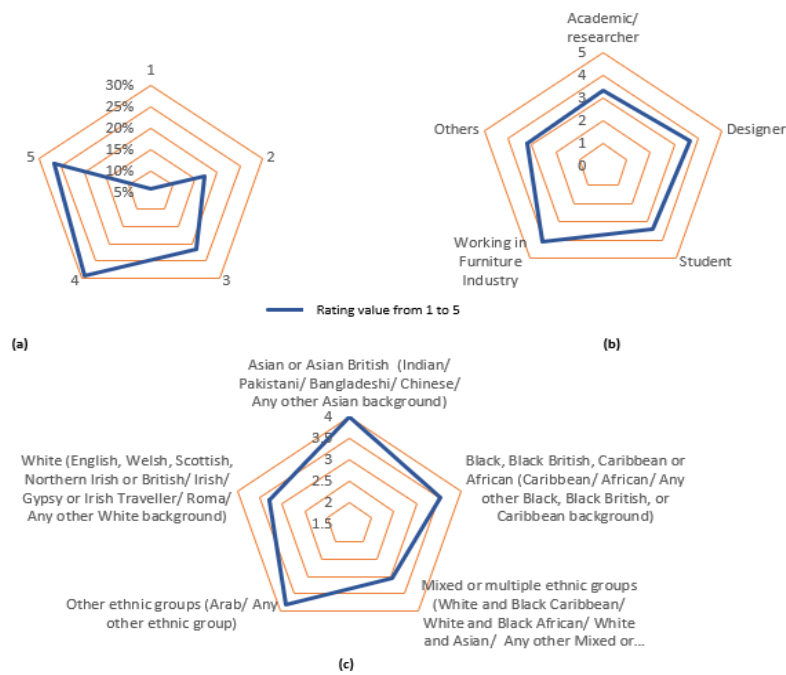 1
30%
25%
20%
15%
10%
5%
2
3
4
5
Academic/
researcher
5
4
3
2
1
0
Designer
Student
Working in
Furniture
Industry
Others
Rating value from 1 to 5
(a)
(b)
Asian or Asian British (Indian/
Pakistani/ Bangladeshi/ Chinese/
Any other Asian background)
4
3.5
3
2.5
2
1.5
Black, Black British, Caribbean or
African (Caribbean/ African/ Any
other Black, Black British, or
Caribbean background)
Mixed or multiple ethnic groups
(White and Black Caribbean/
White and Black African/ White
and Asian/ Any other Mixed or...
Other ethnic groups (Arab/ Any
other ethnic group)
White (English, Welsh, Scottish,
Northern Irish or British/ Irish/
Gypsy or Irish Traveller/ Roma/
Any other White background)
(c)